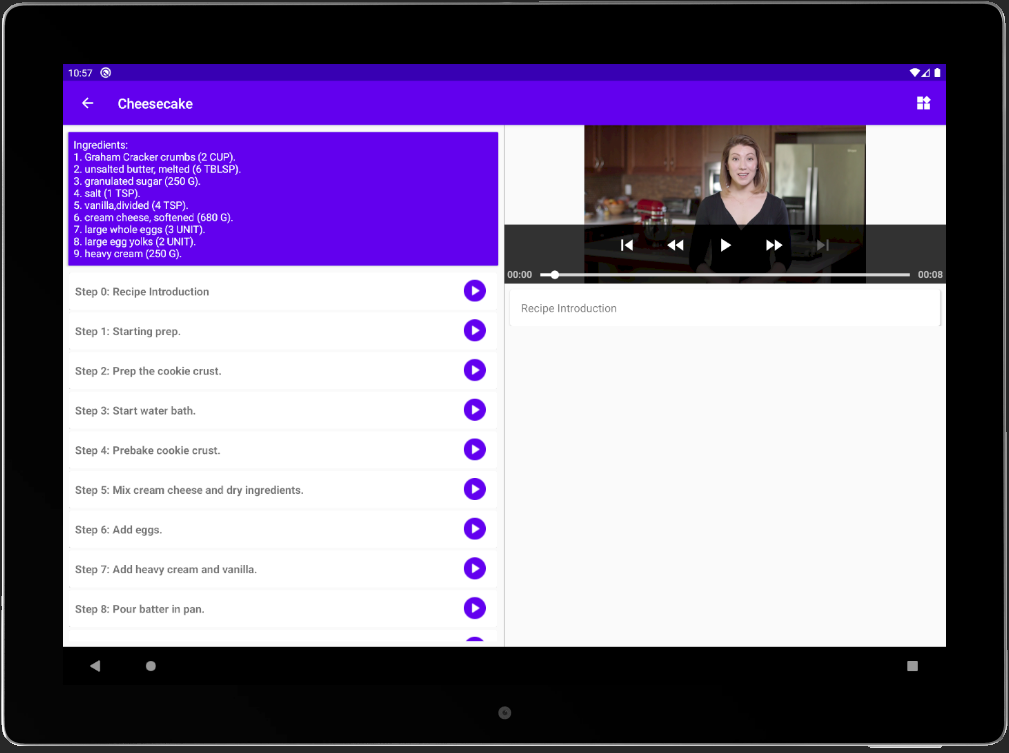 10:57
Cheesecake
Ingredients:
1. Graham Cracker crumbs (2 CUP).
2. unsalted butter, melted (6 TBLSP).
3. granulated sugar (250 G).
4. salt (1 TSP).
5. vanilla,divided (4 TSP).
6. cream cheese, softened (680 G).
7. large whole eggs (3 UNIT).
8. large egg yolks (2 UNIT).
9. heavy cream (250 G).
Step 0: Recipe Introduction
Step 1: Starting prep.
Step 2: Prep the cookie crust.
Step 3: Start water bath.
Step 4: Prebake cookie crust.
Step 5: Mix cream cheese and dry ingredients.
Step 6: Add eggs.
Step 7: Add heavy cream and vanilla.
Step 8: Pour batter in pan.
00:00
00:08
Recipe Introduction